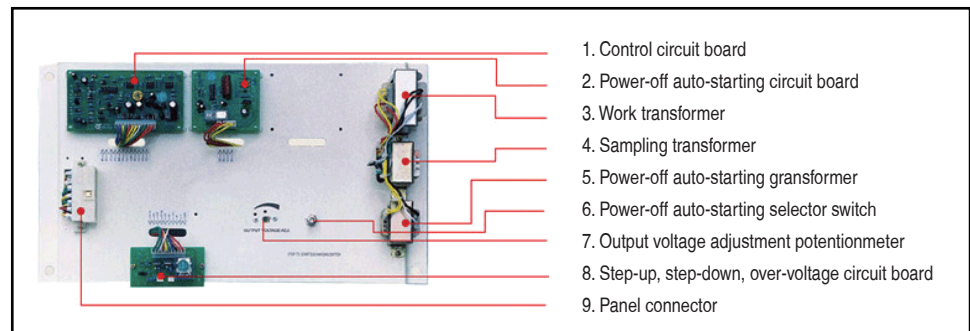 1. Control circuit board
2. Power-off auto-starting circuit board
3. Work transformer
4. Sampling transformer
5. Power-off auto-starting gransformer
6. Power-off auto-starting selector switch
7. Output voltage adjustment potentionmeter
8. Step-up, step-down, over-voltage circuit board
9. Panel connector